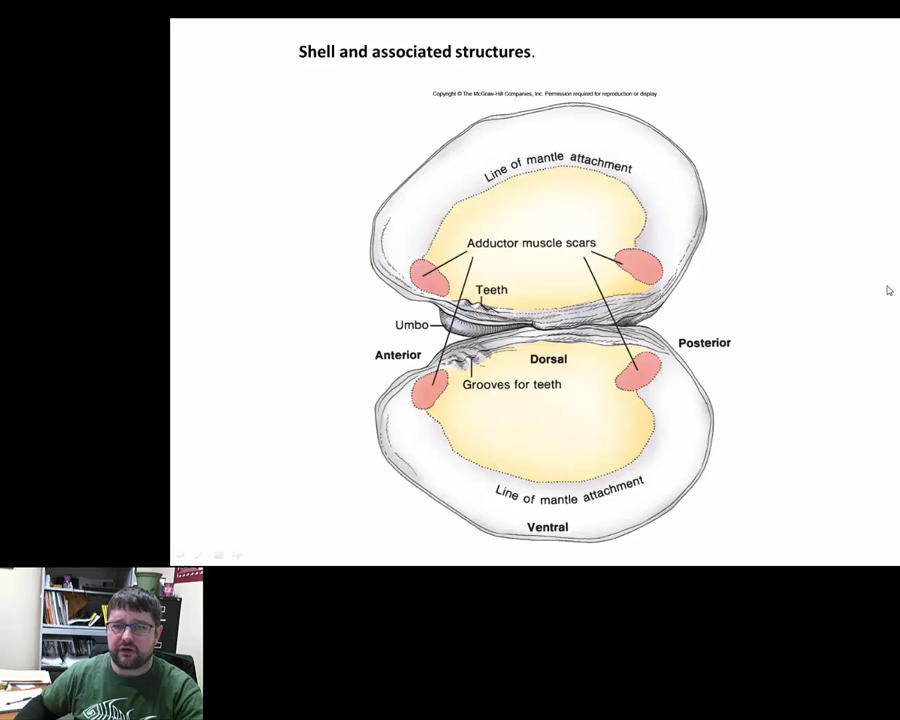 Shell and associated structures.
Copyright © The McGraw-Hill Companies, Inc. Permission required for reproduction or display
Line of mantle attachment
Adductor muscle scars
Teeth
Umbo
Posterior
Anterior
Dorsal
Grooves for teeth
Line of mantle attachment
Ventral